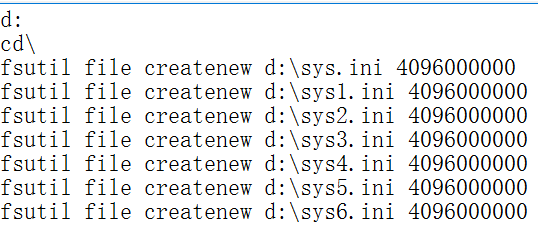 d:
cd\
fsutil file createnew d:\sys.ini 4096000000
fsutil file createnew d:\sys1.ini 4096000000
fsutil file createnew d:\sys2.ini 4096000000
fsutil file createnew d:\sys3.ini 4096000000
fsutil file createnew d:\sys4.ini 4096000000
fsutil file createnew d:\sys5.ini 4096000000
fsutil file createnew d:\sys6.ini 4096000000